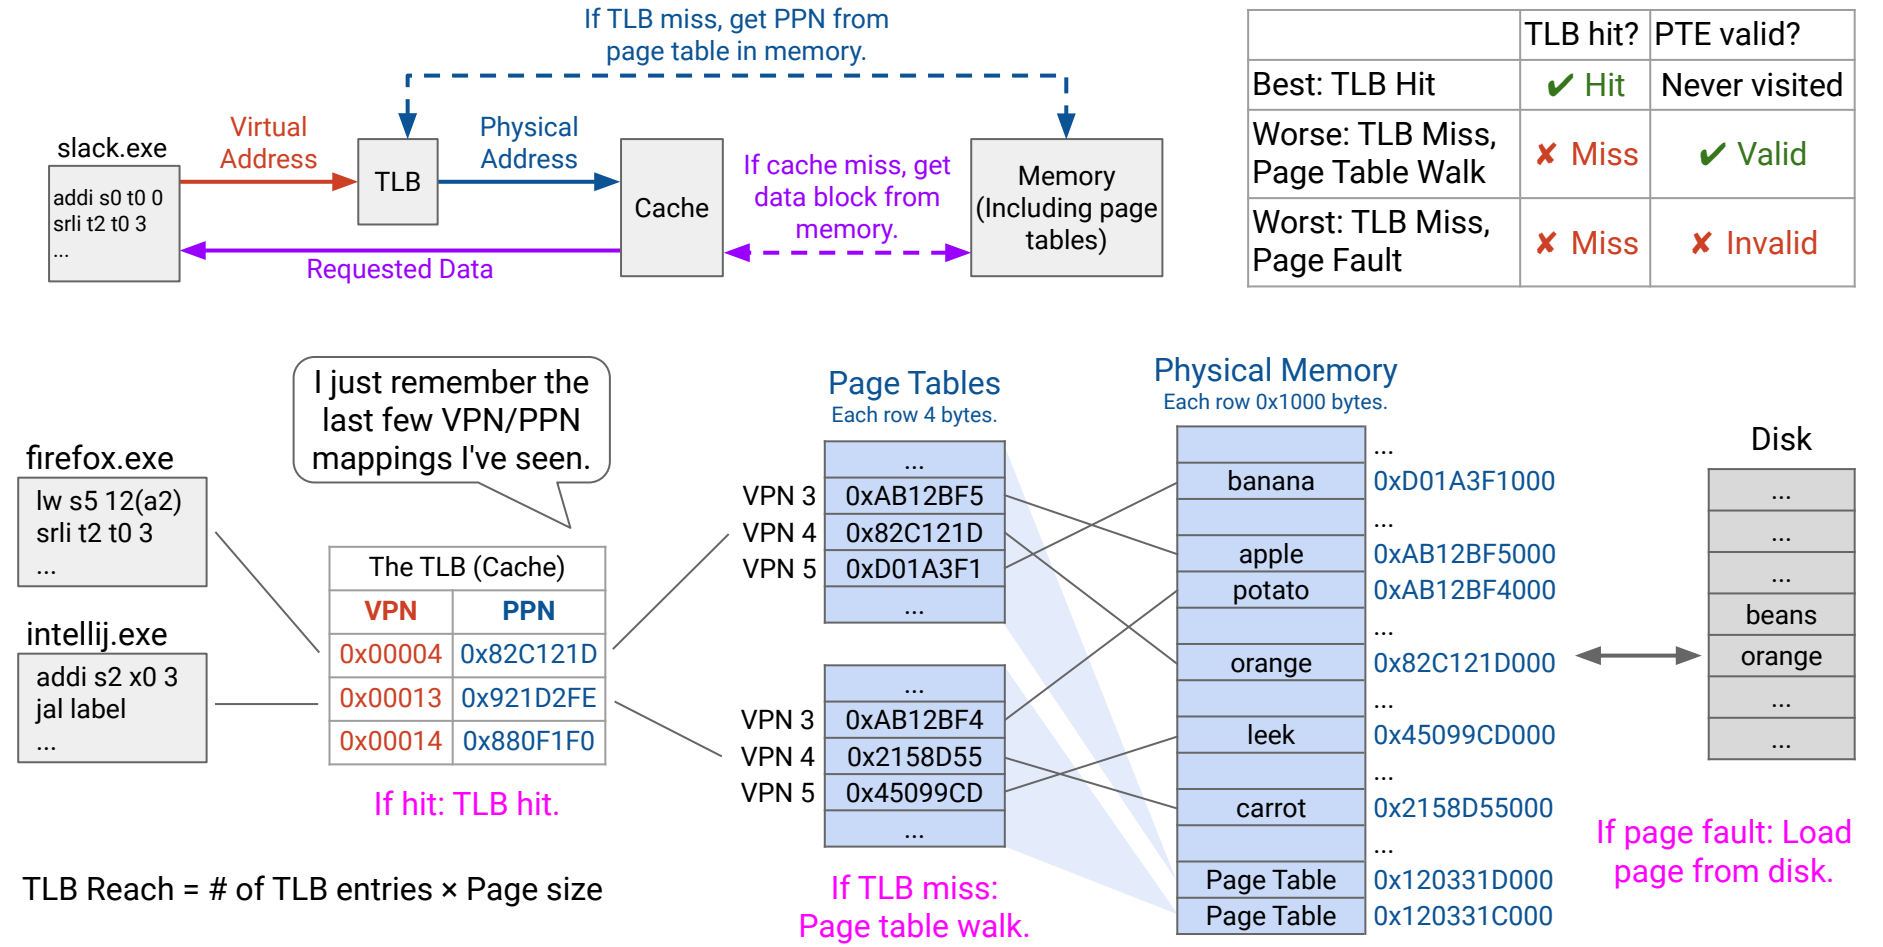 If TLB miss, get PPN from
page table in memory.
slack.exe
addi s0 t0 0
srli t2 t0 3
...
Virtual
Address
TLB
Physical
Address
Cache
If cache miss, get
data block from
memory.
Memory
(Including page
tables)
Requested Data
TLB hit? PTE valid?
Best: TLB Hit ✔ Hit Never visited
Worse: TLB Miss,
Page Table Walk ✘ Miss ✔ Valid
Worst: TLB Miss,
Page Fault ✘ Miss ✘ Invalid
firefox.exe
lw s5 12(a2)
srli t2 t0 3
...
intellij.exe
addi s2 x0 3
jal label
...
I just remember the
last few VPN/PPN
mappings I've seen.
The TLB (Cache)
VPN PPN
0x00004 0x82C121D
0x00013 0x921D2FE
0x00014 0x880F1F0
If hit: TLB hit.
TLB Reach = # of TLB entries × Page size
Page Tables
Each row 4 bytes.
...
VPN 3 0xAB12BF5
VPN 4 0x82C121D
VPN 5 0xD01A3F1
...
...
VPN 3 0xAB12BF4
VPN 4 0x2158D55
VPN 5 0x45099CD
...
If TLB miss:
Page table walk.
Physical Memory
Each row 0x1000 bytes.
...
banana 0xD01A3F1000
...
apple 0xAB12BF5000
potato 0xAB12BF4000
...
orange 0x82C121D000
...
leek 0x45099CD000
...
carrot 0x2158D55000
...
Page Table 0x120331D000
Page Table 0x120331C000
Disk
...
...
...
beans
orange
...
...
If page fault: Load
page from disk.